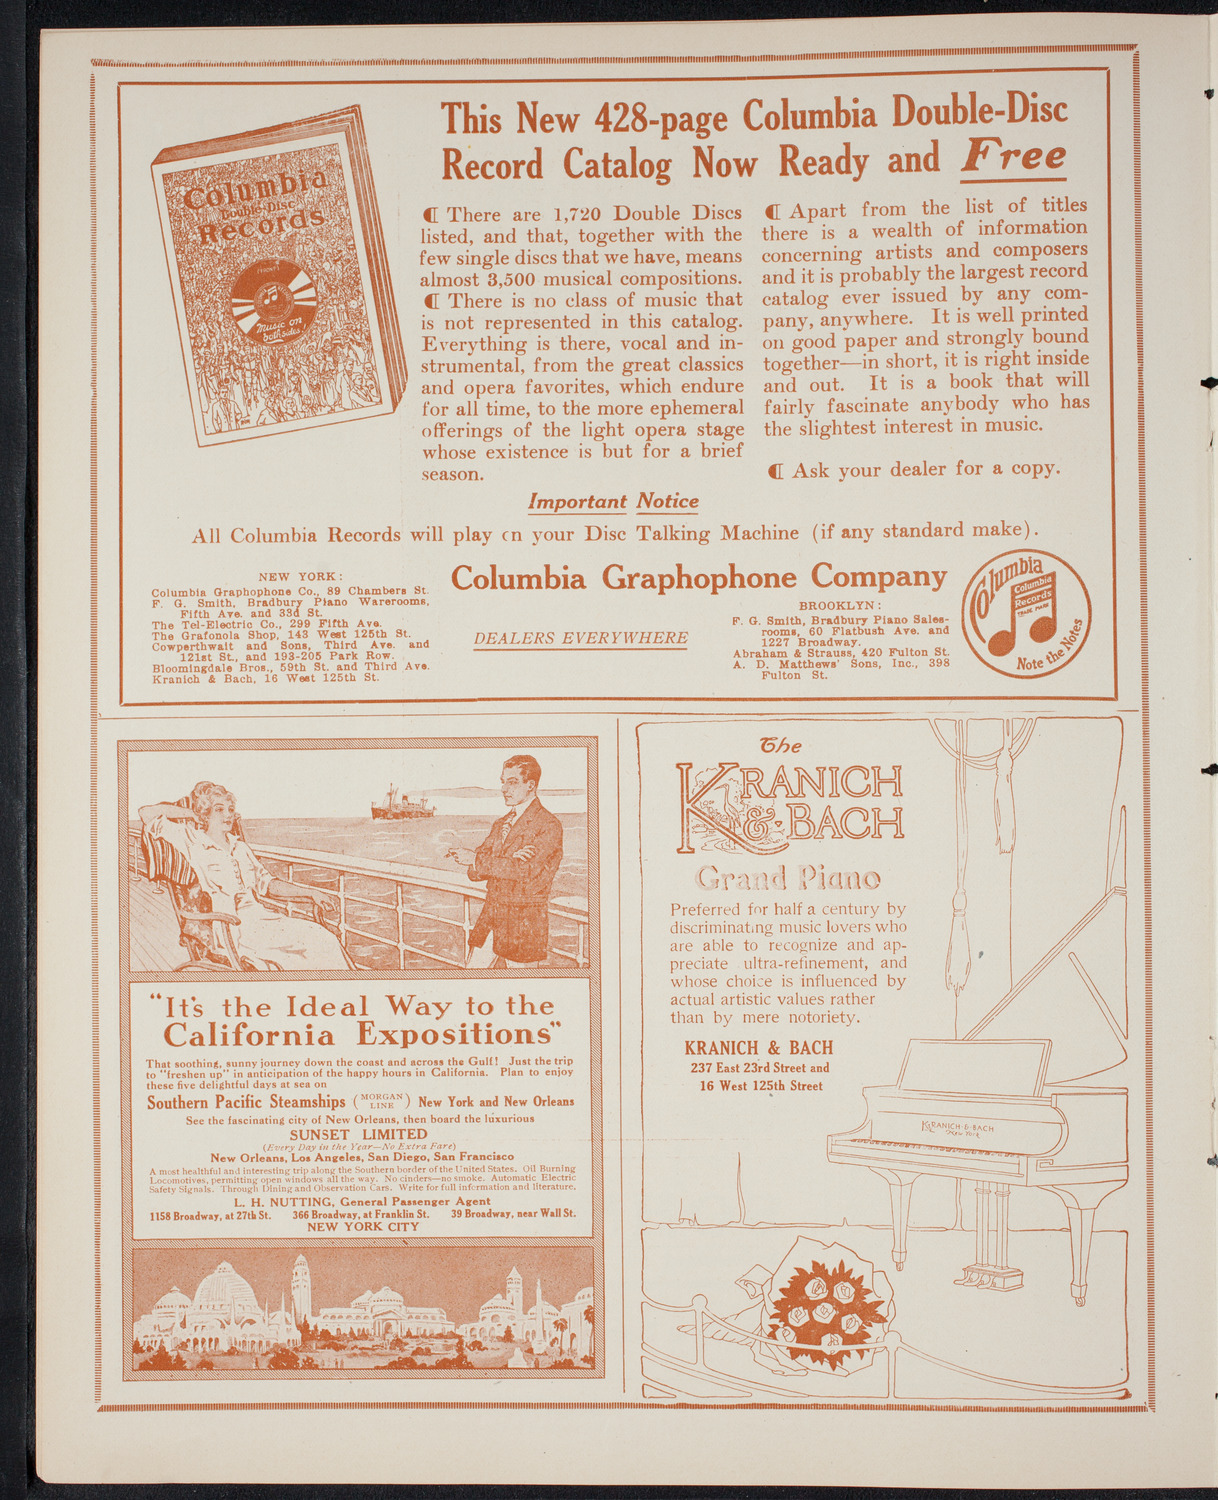 This New 428-page Columbia Double-Disc
Record Catalog Now Ready and Free
Columbia
Double-Disc
Records
Music on
both sides!
¶ There are 1,720 Double Discs
listed, and that, together with the
few single discs that we have, means
almost 3,500 musical compositions.
¶ There is no class of music that
is not represented in this catalog.
Everything is there, vocal and in-
strumental, from the great classics
and opera favorites, which endure
for all time, to the more ephemeral
offerings of the light opera stage
whose existence is but for a brief
season.
¶ Apart from the list of titles
there is a wealth of information
concerning artists and composers
and it is probably the largest record
catalog ever issued by any com-
pany, anywhere. It is well printed
on good paper and strongly bound
together—in short, it is right inside
and out. It is a book that will
fairly fascinate anybody who has
the slightest interest in music.
¶ Ask your dealer for a copy.
Important Notice
All Columbia Records will play on your Disc Talking Machine (if any standard make).
NEW YORK:
Columbia Graphophone Co., 89 Chambers St.
F. G. Smith, Bradbury Piano Warerooms,
Fifth Ave. and 33d St.
The Tel-Electric Co., 299 Fifth Ave.
The Grafonola Shop, 143 West 125th St.
Cowperthwait and Sons, Third Ave. and
121st St., and 193-205 Park Row.
Bloomingdale Bros., 59th St. and Third Ave.
Kranich & Bach, 16 West 125th St.
Columbia Graphophone Company
DEALERS EVERYWHERE
BROOKLYN:
F. G. Smith, Bradbury Piano Sales-
rooms, 60 Flatbush Ave. and
1227 Broadway.
Abraham & Strauss, 420 Fulton St.
A. D. Matthews' Sons, Inc., 398
Fulton St.
Columbia
Columbia
Records
TRADE MARK
Note the Notes
"It's the Ideal Way to the
California Expositions"
That soothing, sunny journey down the coast and across the Gulf! Just the trip
to "freshen up" in anticipation of the happy hours in California. Plan to enjoy
these five delightful days at sea on
Southern Pacific Steamships (MORGAN LINE) New York and New Orleans
See the fascinating city of New Orleans, then board the luxurious
SUNSET LIMITED
(Every Day in the Year—No Extra Fare)
New Orleans, Los Angeles, San Diego, San Francisco
A most healthful and interesting trip along the Southern border of the United States. Oil Burning
Locomotives, permitting open windows all the way. No cinders—no smoke. Automatic Electric
Safety Signals. Through Dining and Observation Cars. Write for full information and literature.
L. H. NUTTING, General Passenger Agent
1158 Broadway, at 27th St. 366 Broadway, at Franklin St. 39 Broadway, near Wall St.
NEW YORK CITY
The
KRANICH
& BACH
Grand Piano
Preferred for half a century by
discriminating music lovers who
are able to recognize and ap-
preciate ultra-refinement, and
whose choice is influenced by
actual artistic values rather
than by mere notoriety.
KRANICH & BACH
237 East 23rd Street and
16 West 125th Street
KRANICH & BACH